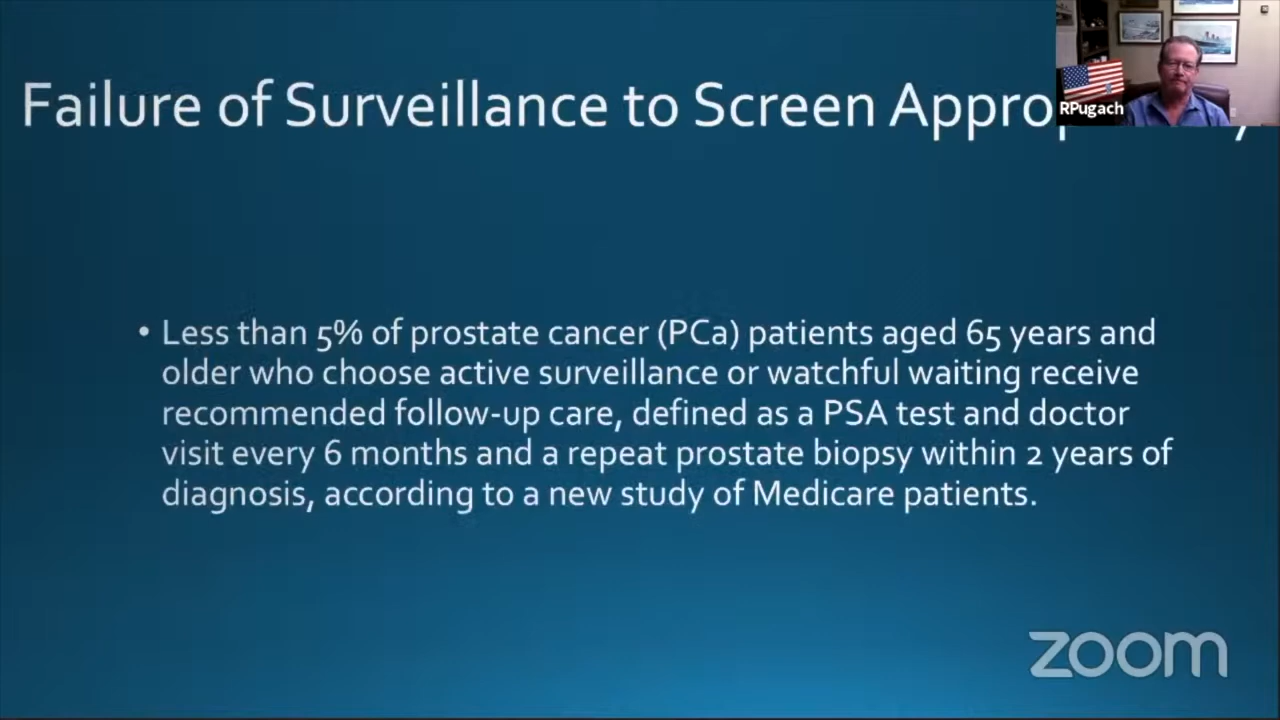 Failure of Surveillance to Screen
RPugach
• Less than 5% of prostate cancer (PCa) patients aged 65 years and
older who choose active surveillance or watchful waiting receive
recommended follow-up care, defined as a PSA test and doctor
visit every 6 months and a repeat prostate biopsy within 2 years of
diagnosis, according to a new study of Medicare patients.
zoom